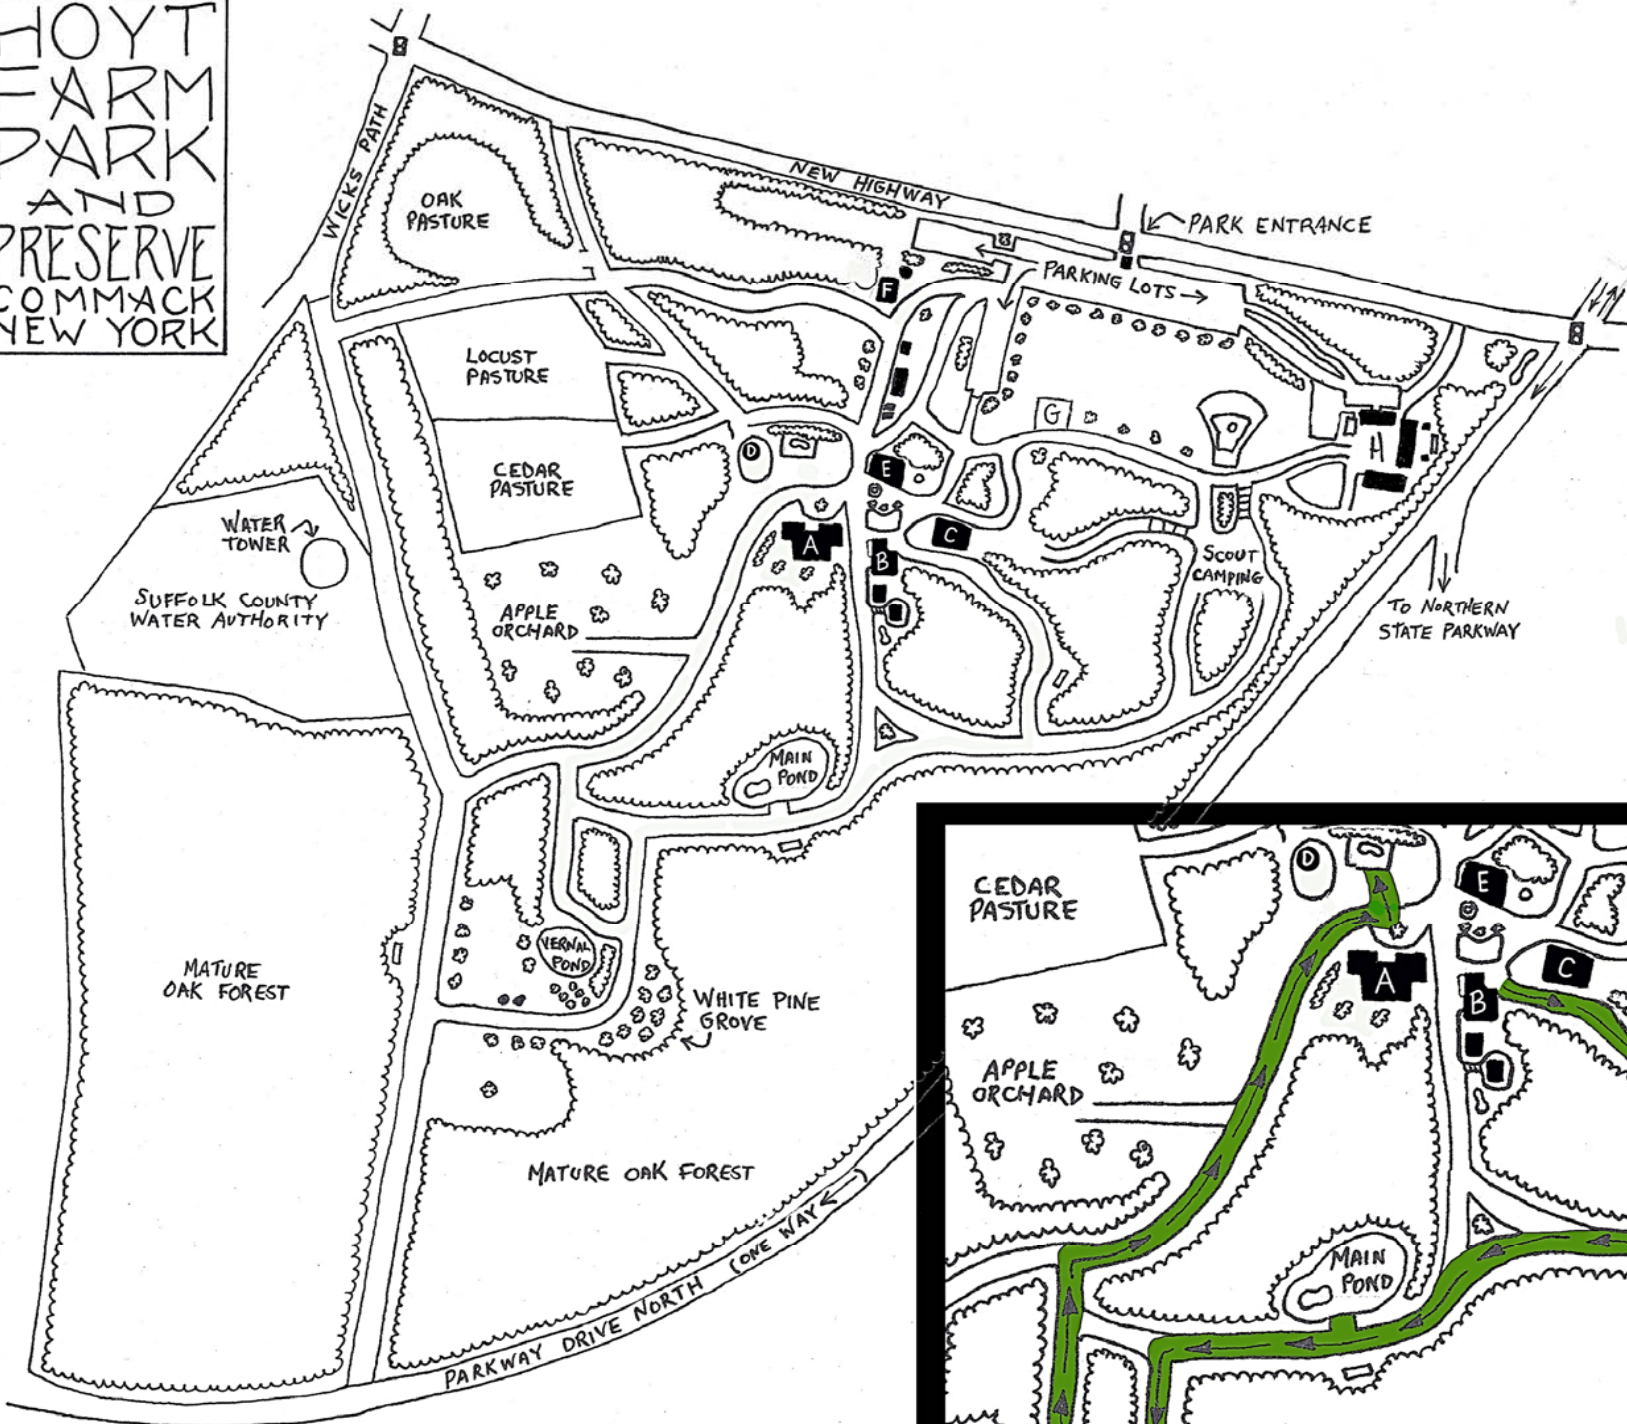 HOYT
FARM
PARK
AND
PRESERVE
COMMACK
NEW YORK
WICKS PATH
OAK
PASTURE
NEW HIGHWAY
PARK ENTRANCE
PARKING LOTS
F
LOCUST
PASTURE
G
H
D
E
CEDAR
PASTURE
A
B
C
WATER
TOWER
SUFFOLK COUNTY
WATER AUTHORITY
APPLE
ORCHARD
SCOUT
CAMPING
TO NORTHERN
STATE PARKWAY
MAIN
POND
VERNAL
POND
MATURE
OAK FOREST
WHITE PINE
GROVE
MATURE OAK FOREST
PARKWAY DRIVE NORTH (ONE WAY
CEDAR
PASTURE
D
E
A
B
C
APPLE
ORCHARD
MAIN
POND